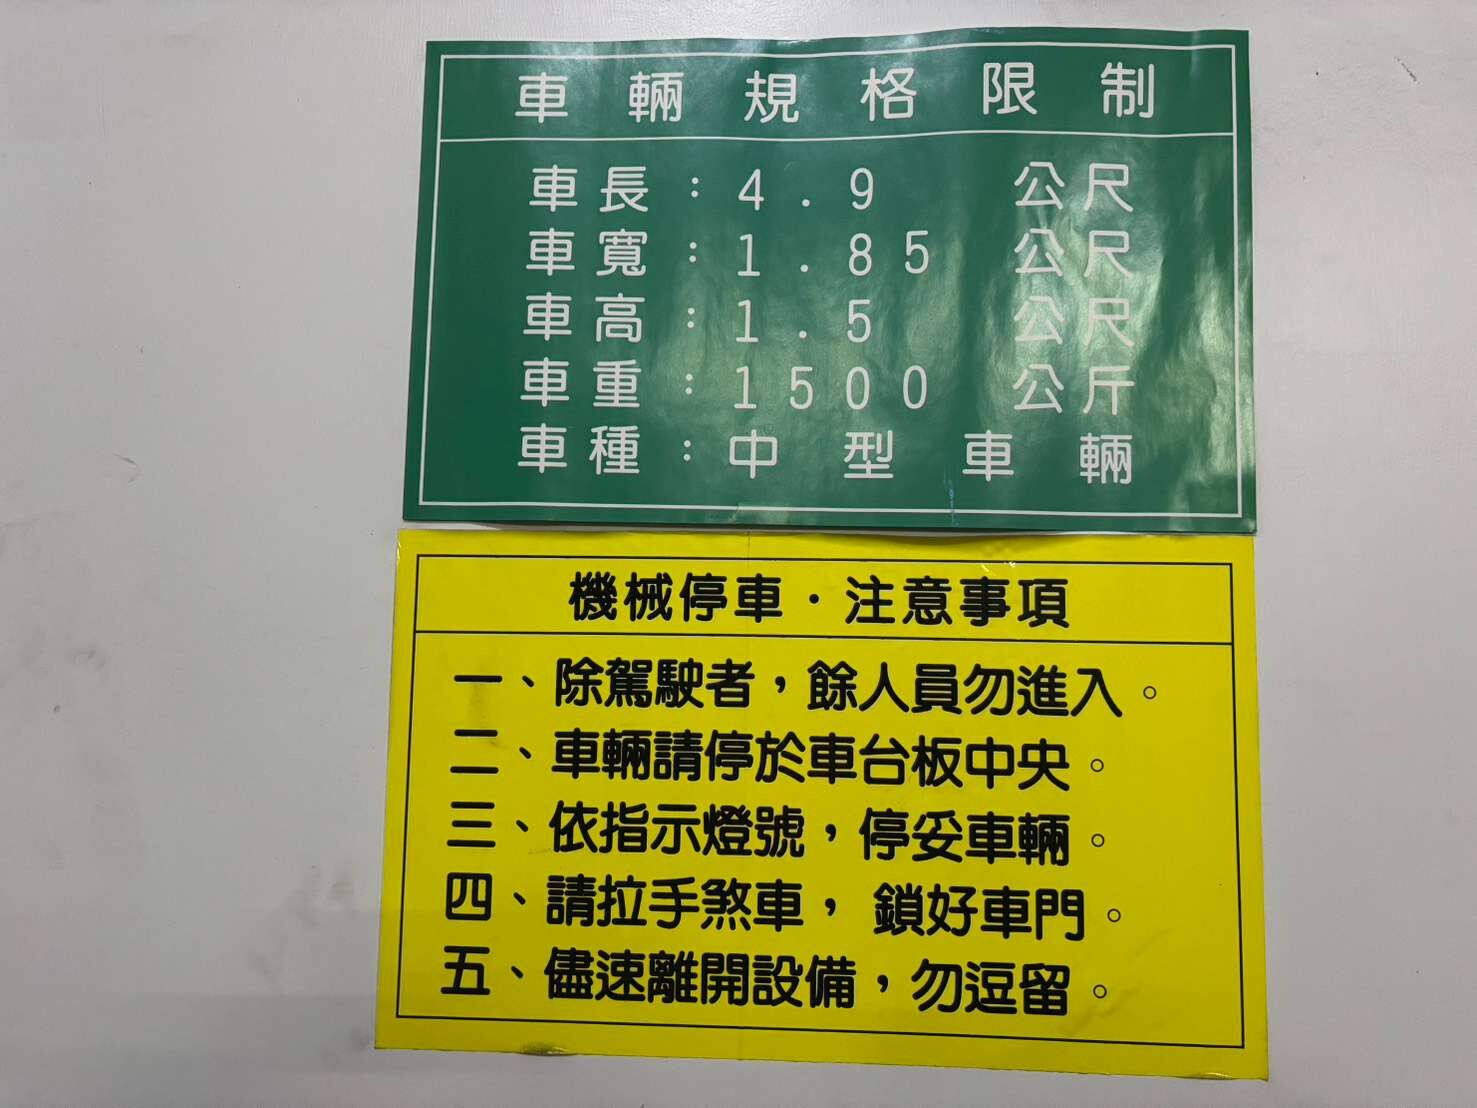 車輛規格限制
車長：4.9 公尺
車寬：1.85 公尺
車高：1.5 公尺
車重：1500 公斤
車種：中型車輛
機械停車．注意事項
一、除駕駛者，餘人員勿進入。
二、車輛請停於車台板中央。
三、依指示燈號，停妥車輛。
四、請拉手煞車，鎖好車門。
五、儘速離開設備，勿逗留。